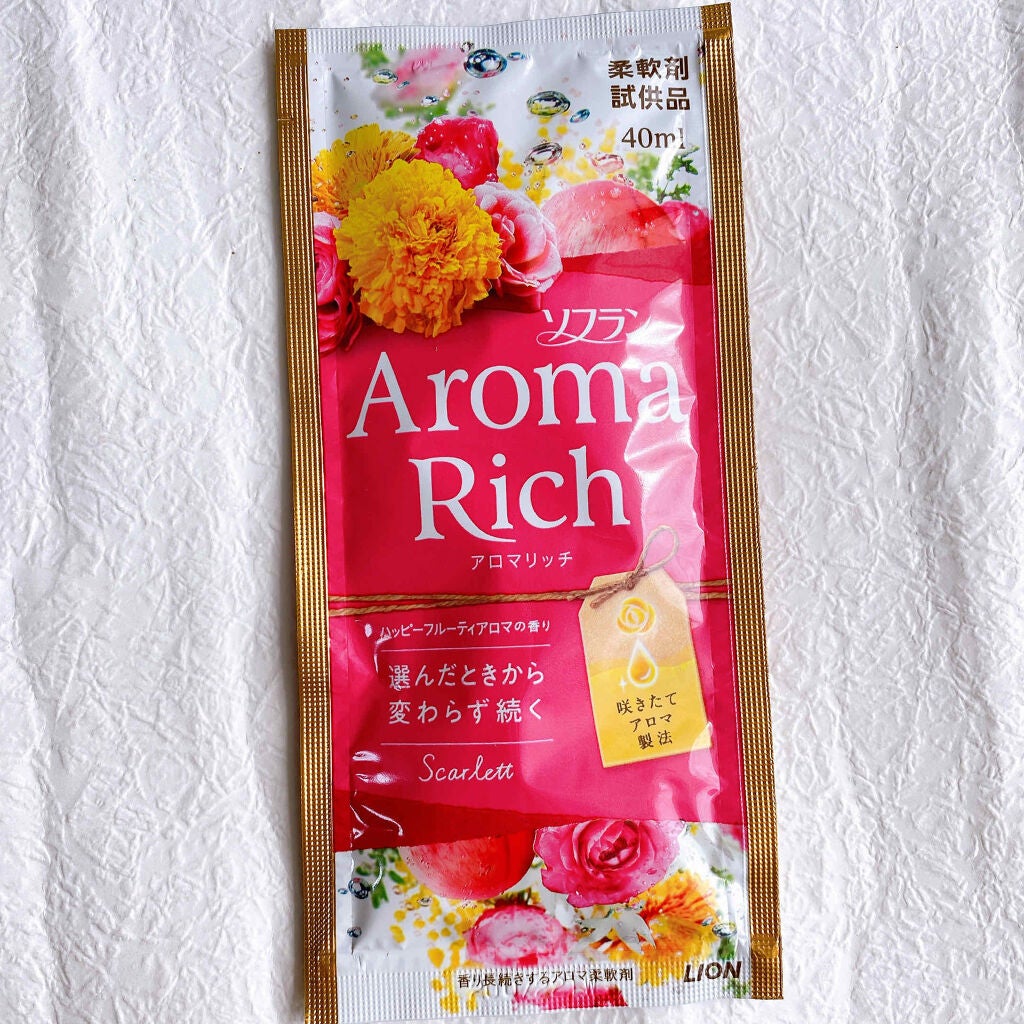 柔軟剤
試供品
40ml
ソフラン
Aroma
Rich
アロマリッチ
ハッピーフルーティアロマの香り
選んだときから
変わらず続く
Scarlett
咲きたて
アロマ
製法
香り長続きするアロマ柔軟剤
LION